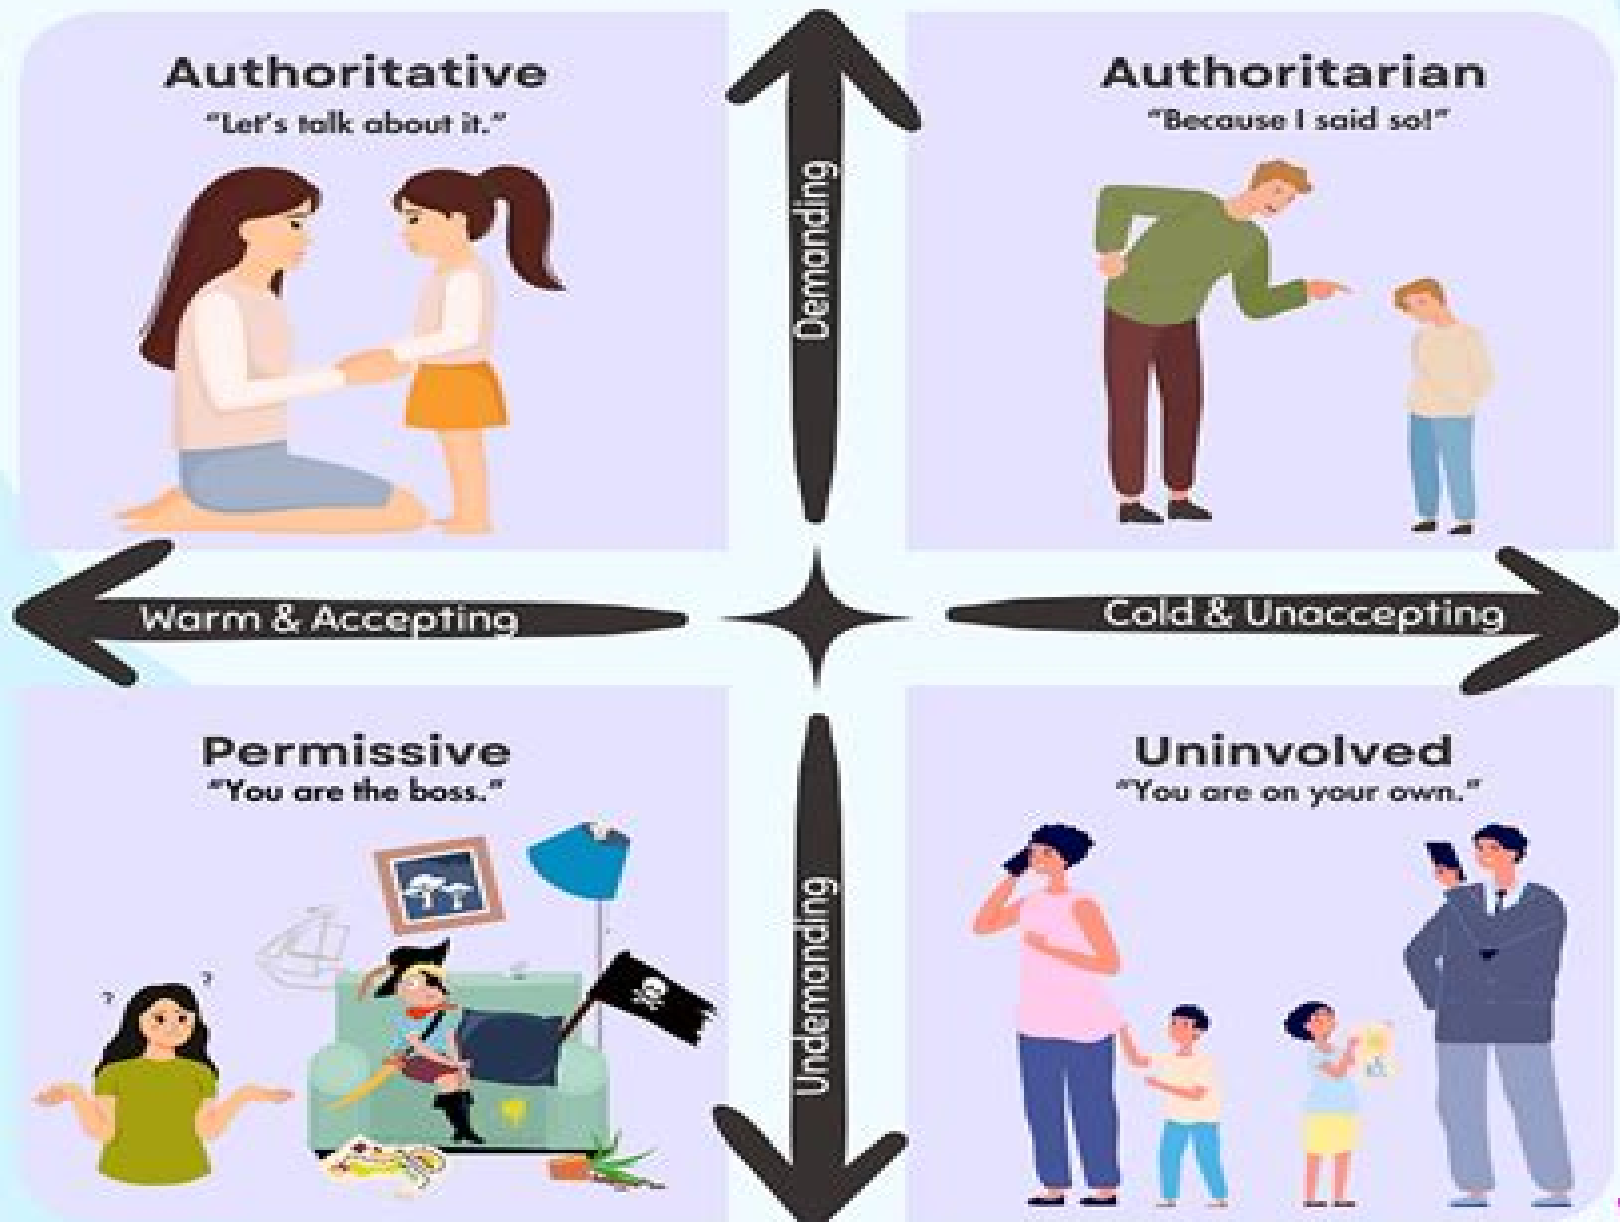 Authoritative
"Let's talk about it."
Authoritarian
"Because I said so!"
Demanding
Warm & Accepting
Cold & Unaccepting
Permissive
"You are the boss."
? ?
Uninvolved
"You are on your own."
Undemanding